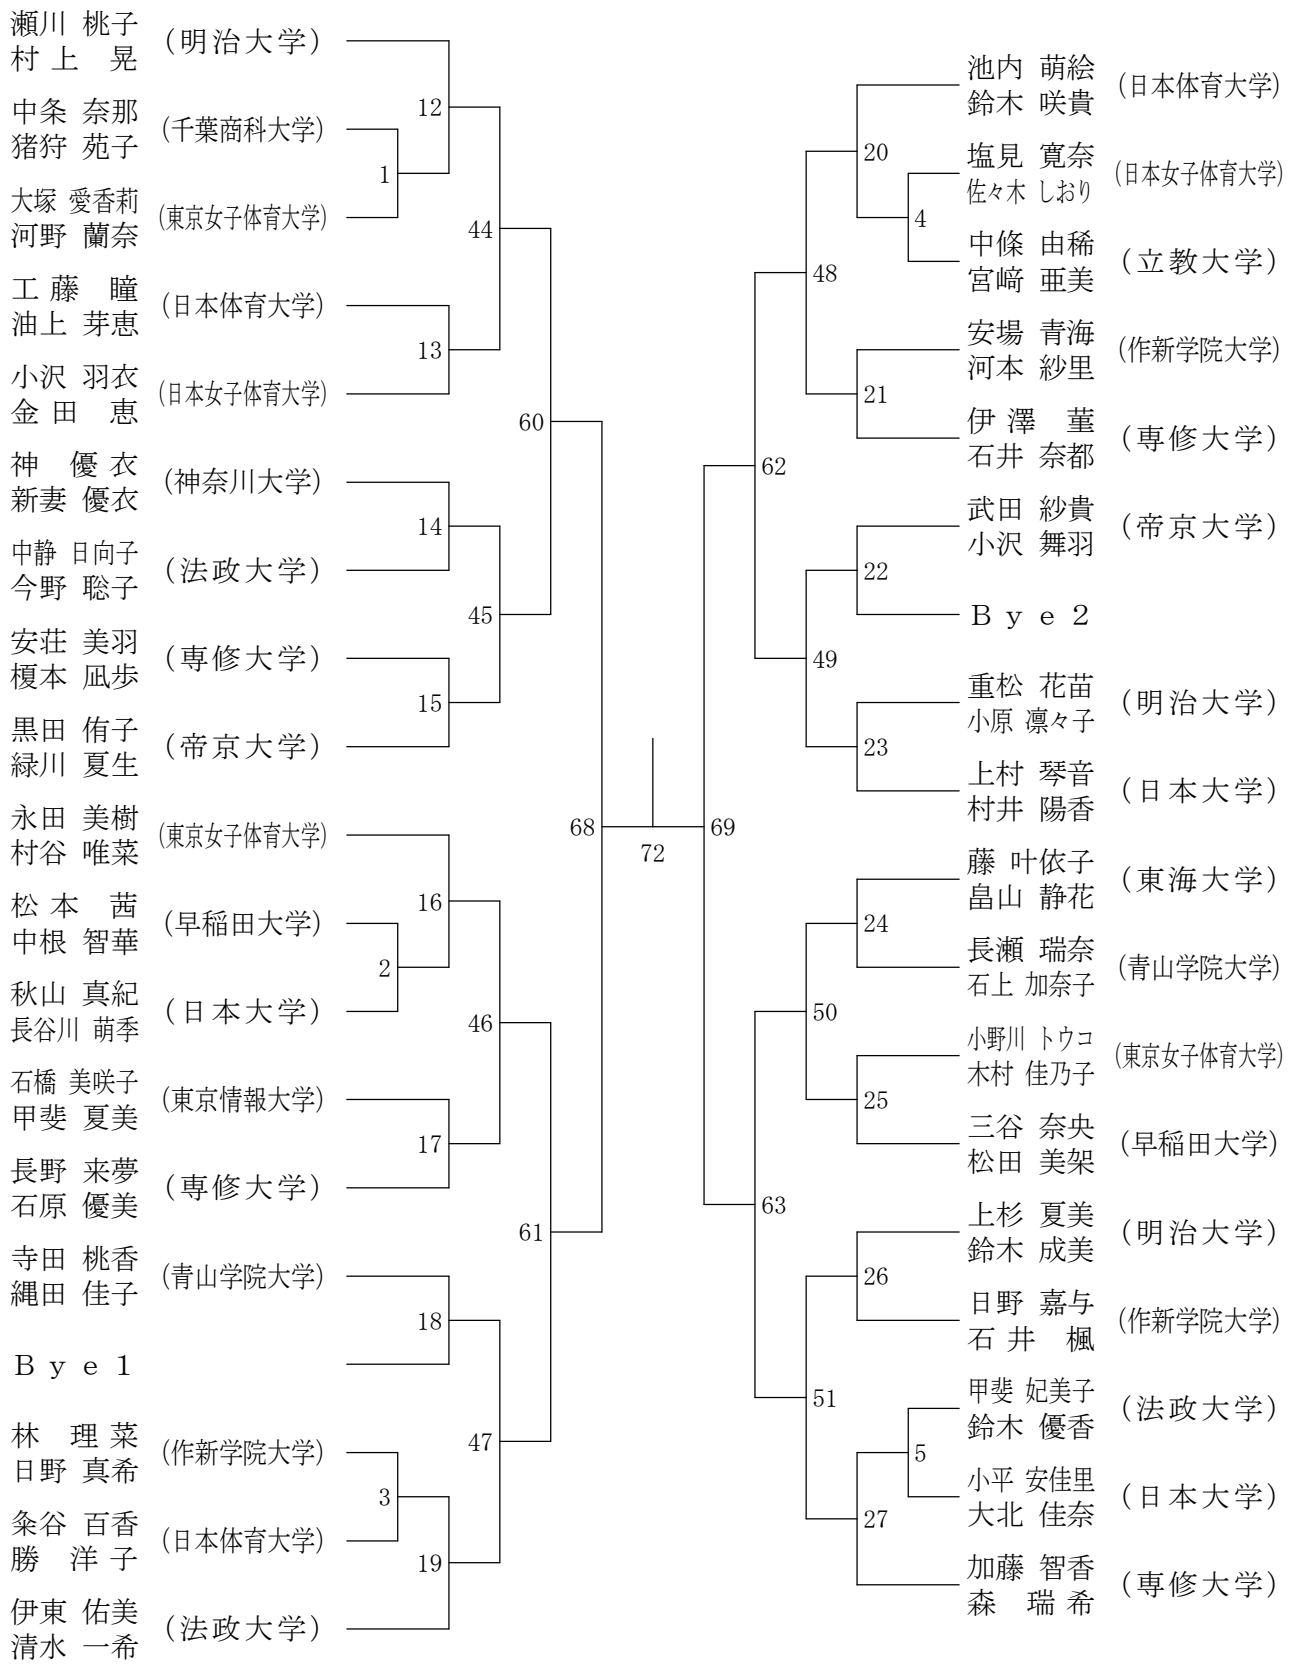 瀬川 桃子
村上 晃
(明治大学)
中条 奈那
猪狩 苑子
(千葉商科大学)
大塚 愛香莉
河野 蘭奈
(東京女子体育大学)
工藤 瞳
油上 芽恵
(日本体育大学)
小沢 羽衣
金田 恵
(日本女子体育大学)
神 優衣
新妻 優衣
(神奈川大学)
中静 日向子
今野 聡子
(法政大学)
安荘 美羽
榎本 凪歩
(専修大学)
黒田 侑子
緑川 夏生
(帝京大学)
永田 美樹
村谷 唯菜
(東京女子体育大学)
松本 茜
中根 智華
(早稲田大学)
秋山 真紀
長谷川 萌季
(日本大学)
石橋 美咲子
甲斐 夏美
(東京情報大学)
長野 来夢
石原 優美
(専修大学)
寺田 桃香
縄田 佳子
(青山学院大学)
Bye1
林 理菜
日野 真希
(作新学院大学)
粂谷 百香
勝 洋子
(日本体育大学)
伊東 佑美
清水 一希
(法政大学)
1
2
3
12
13
14
15
16
17
18
19
44
45
46
47
60
61
68
72
69
62
63
48
49
50
51
20
21
22
23
24
25
26
27
4
5
池内 萌絵
鈴木 咲貴
(日本体育大学)
塩見 寛奈
佐々木 しおり
(日本女子体育大学)
中條 由稀
宮﨑 亜美
(立教大学)
安場 青海
河本 紗里
(作新学院大学)
伊澤 菫
石井 奈都
(専修大学)
武田 紗貴
小沢 舞羽
(帝京大学)
Bye2
重松 花苗
小原 凛々子
(明治大学)
上村 琴音
村井 陽香
(日本大学)
藤 叶依子
畠山 静花
(東海大学)
長瀬 瑞奈
石上 加奈子
(青山学院大学)
小野川 トウコ
木村 佳乃子
(東京女子体育大学)
三谷 奈央
松田 美架
(早稲田大学)
上杉 夏美
鈴木 成美
(明治大学)
日野 嘉与
石井 楓
(作新学院大学)
甲斐 妃美子
鈴木 優香
(法政大学)
小平 安佳里
大北 佳奈
(日本大学)
加藤 智香
森 瑞希
(専修大学)